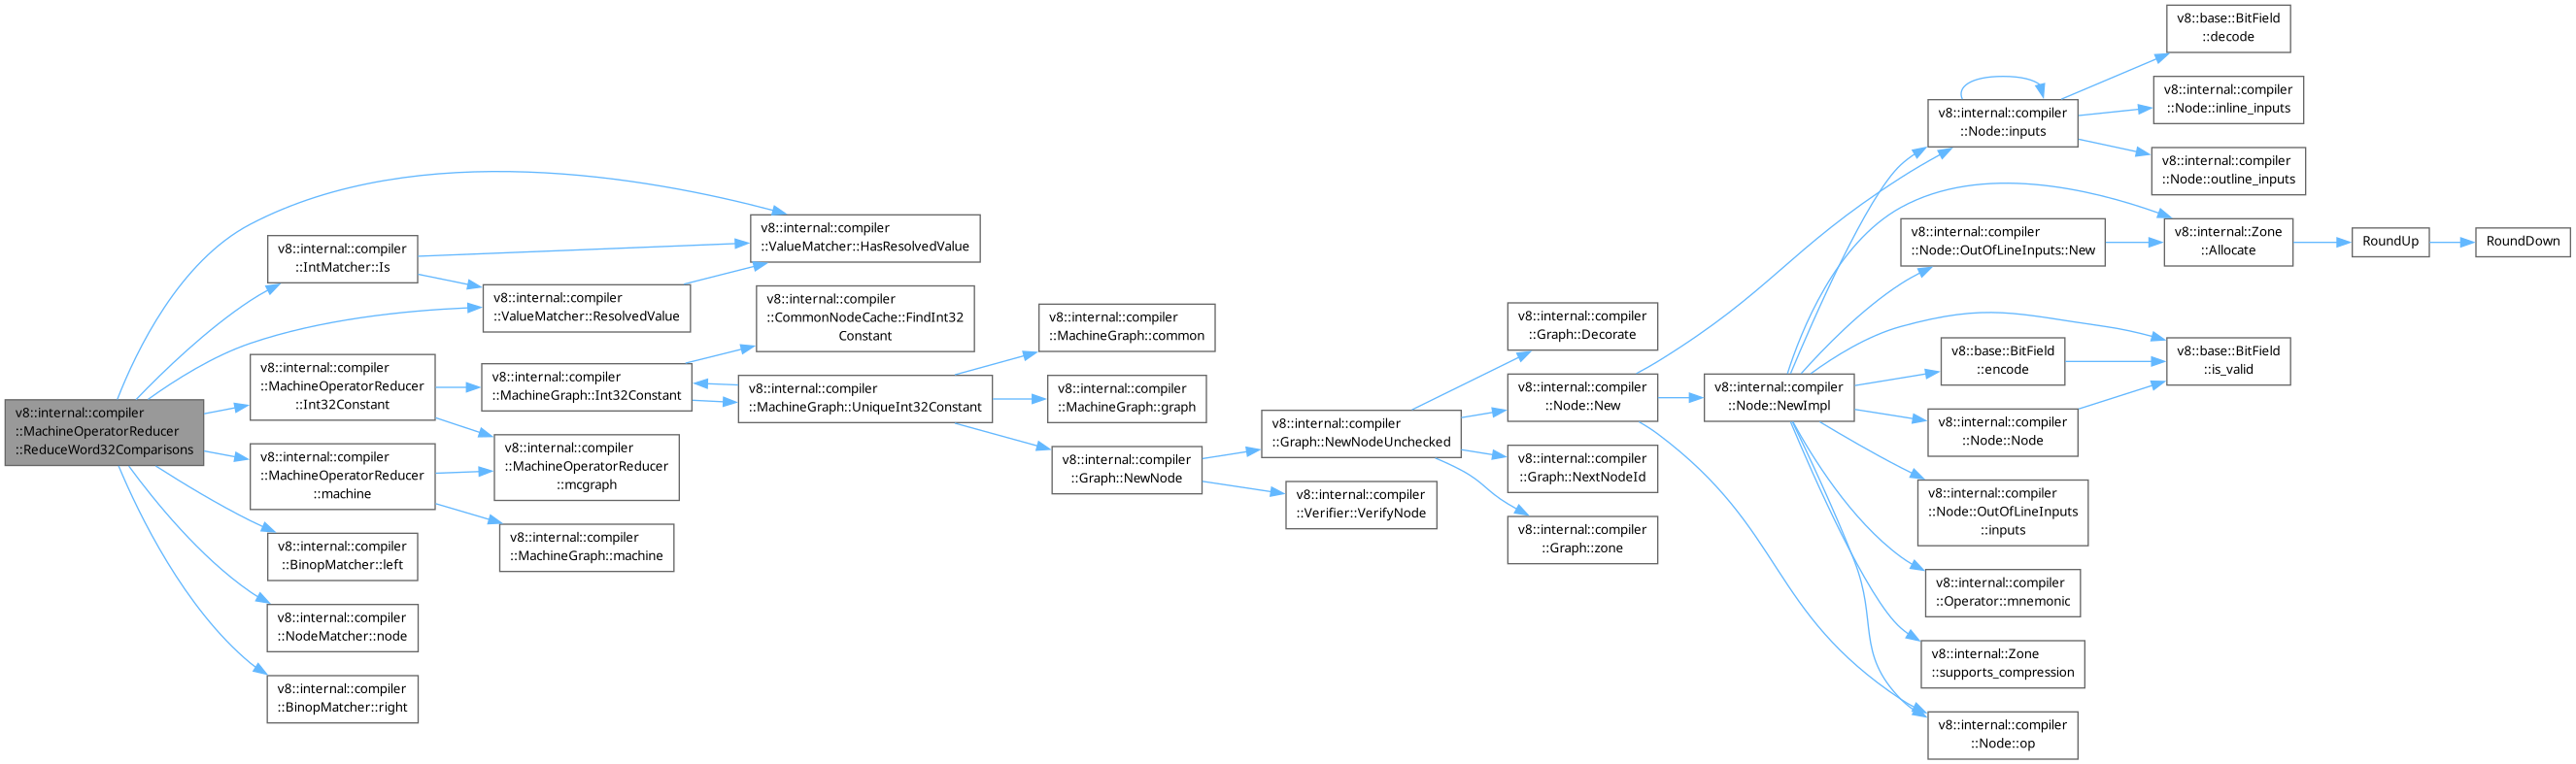 v8::internal::compiler
::MachineOperatorReducer
::ReduceWord32Comparisons
v8::internal::compiler
::IntMatcher::Is
v8::internal::compiler
::MachineOperatorReducer
::Int32Constant
v8::internal::compiler
::MachineOperatorReducer
::machine
v8::internal::compiler
::BinopMatcher::left
v8::internal::compiler
::NodeMatcher::node
v8::internal::compiler
::BinopMatcher::right
v8::internal::compiler
::ValueMatcher::ResolvedValue
v8::internal::compiler
::MachineGraph::Int32Constant
v8::internal::compiler
::MachineOperatorReducer
::mcgraph
v8::internal::compiler
::MachineGraph::machine
v8::internal::compiler
::ValueMatcher::HasResolvedValue
v8::internal::compiler
::CommonNodeCache::FindInt32
Constant
v8::internal::compiler
::MachineGraph::UniqueInt32Constant
v8::internal::compiler
::MachineGraph::common
v8::internal::compiler
::MachineGraph::graph
v8::internal::compiler
::Graph::NewNode
v8::internal::compiler
::Graph::NewNodeUnchecked
v8::internal::compiler
::Verifier::VerifyNode
v8::internal::compiler
::Graph::Decorate
v8::internal::compiler
::Node::New
v8::internal::compiler
::Graph::NextNodeId
v8::internal::compiler
::Graph::zone
v8::internal::compiler
::Node::NewImpl
v8::internal::compiler
::Node::inputs
v8::internal::compiler
::Node::OutOfLineInputs::New
v8::base::BitField
::encode
v8::internal::compiler
::Node::Node
v8::internal::compiler
::Node::OutOfLineInputs
::inputs
v8::internal::compiler
::Operator::mnemonic
v8::internal::Zone
::supports_compression
v8::internal::compiler
::Node::op
v8::base::BitField
::decode
v8::internal::compiler
::Node::inline_inputs
v8::internal::compiler
::Node::outline_inputs
v8::internal::Zone
::Allocate
v8::base::BitField
::is_valid
RoundUp
RoundDown